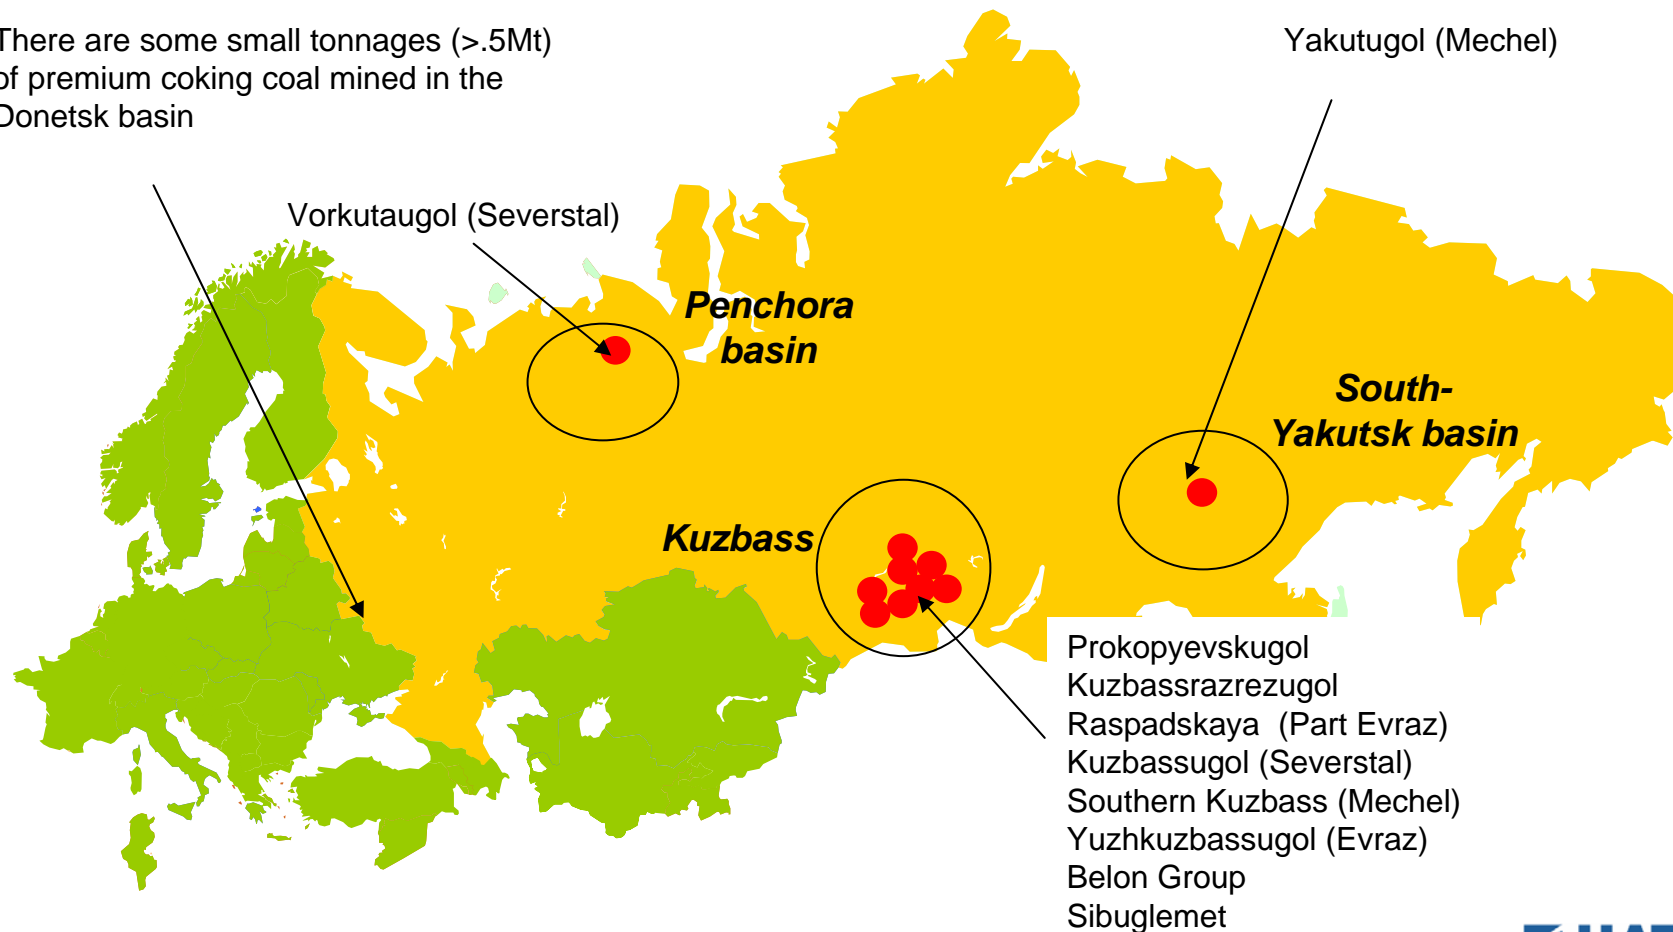 There are some small tonnages (>.5Mt)
of premium coking coal mined in the
Donetsk basin
Yakutugol (Mechel)
Vorkutaugol (Severstal)
Penchora
basin
South-
Yakutsk basin
Kuzbass
Prokopyevskugol
Kuzbassrazrezugol
Raspadskaya  (Part Evraz)
Kuzbassugol (Severstal)
Southern Kuzbass (Mechel)
Yuzhkuzbassugol (Evraz)
Belon Group
Sibuglemet